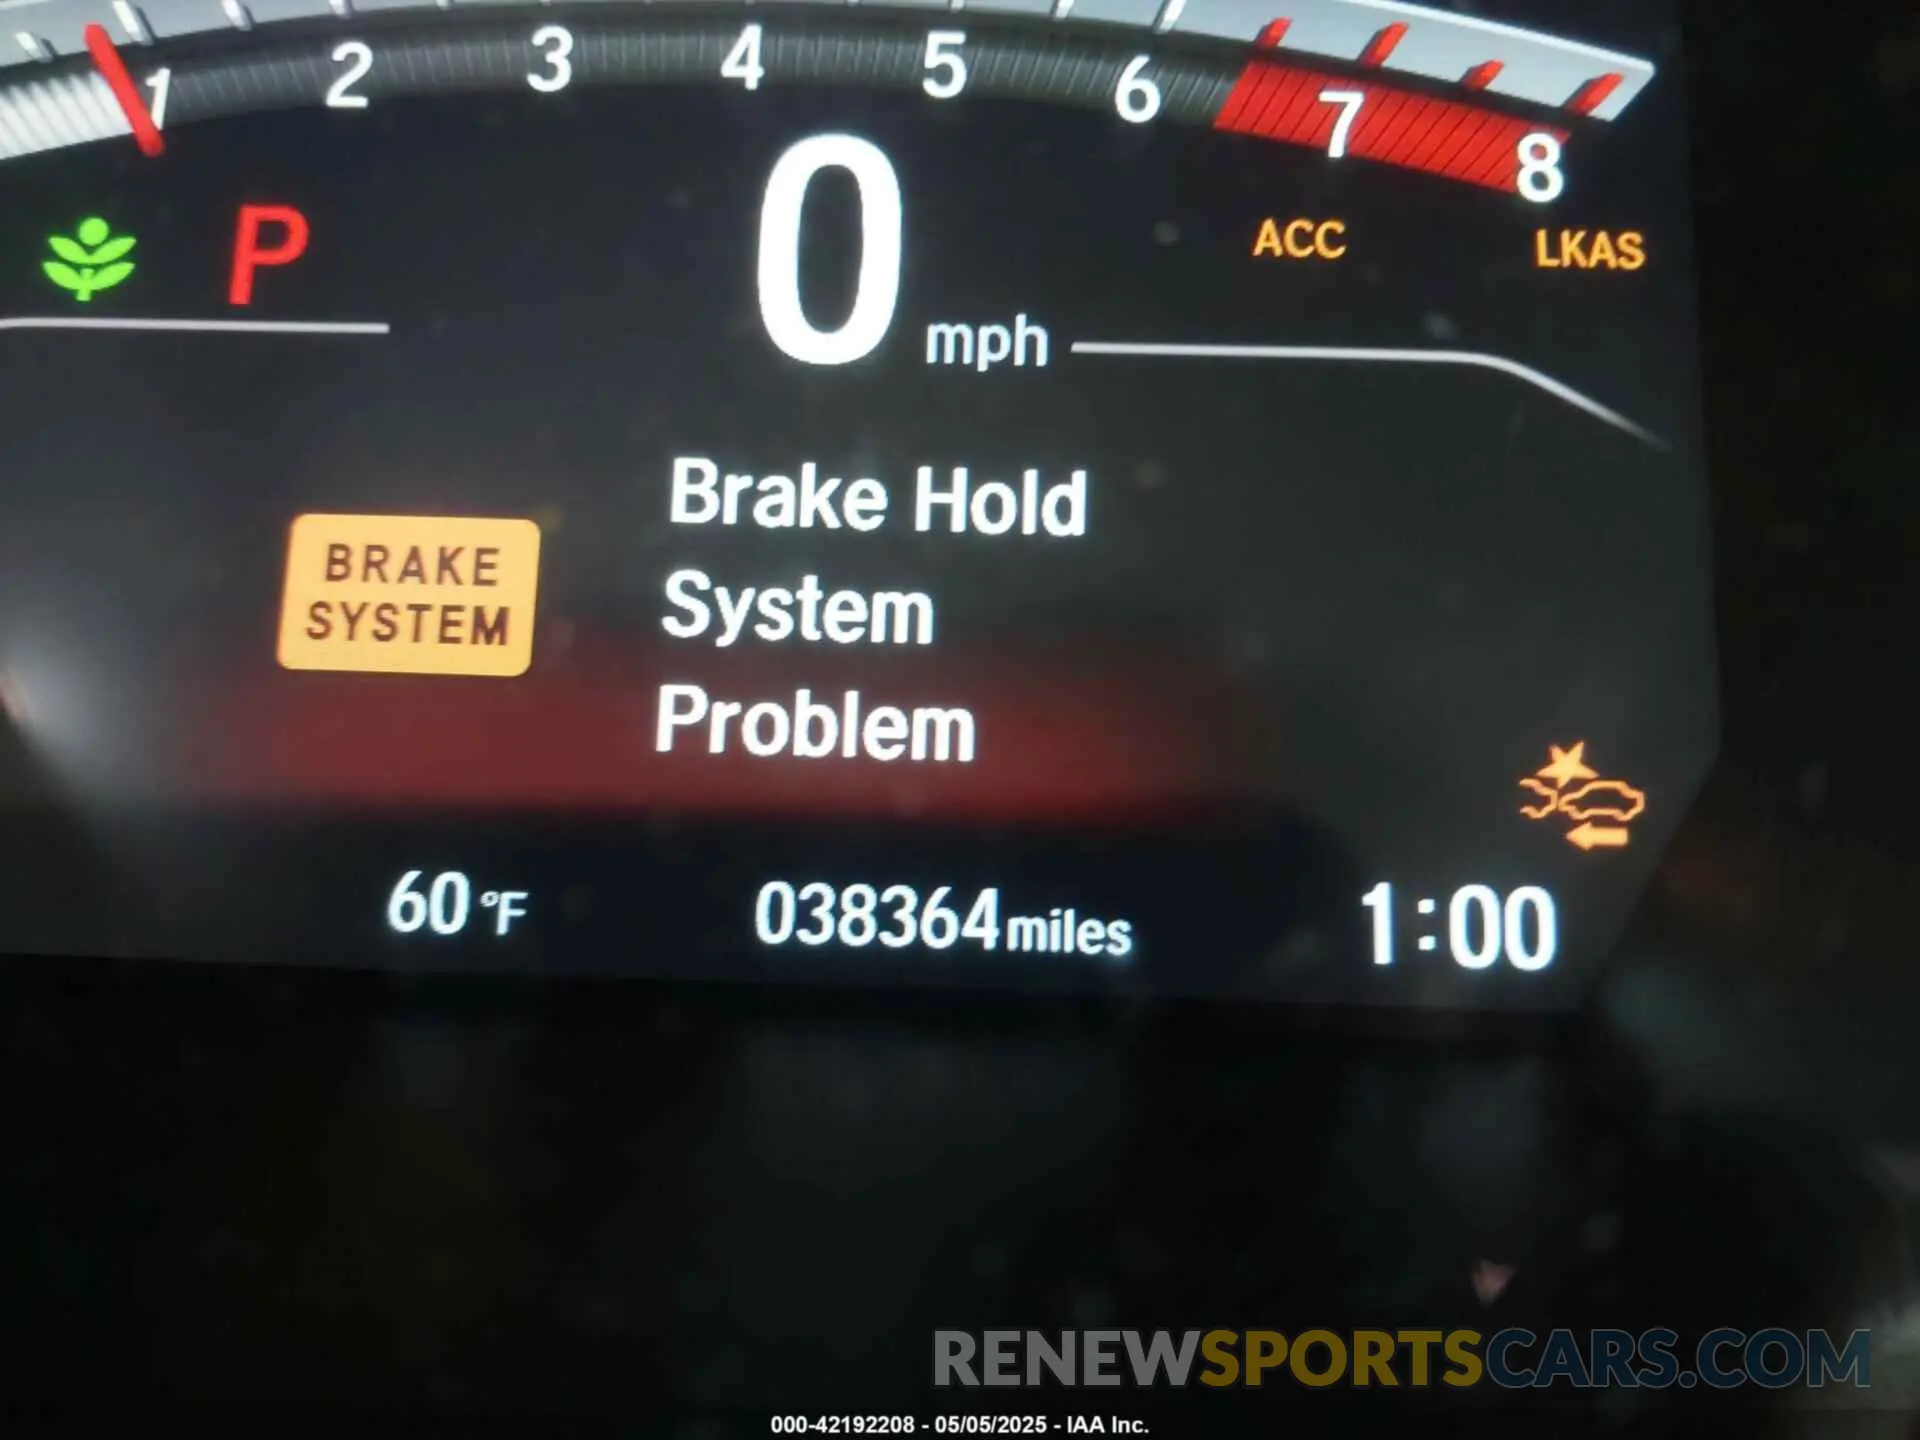 1 2 3 4 5 6 7 8
P 0 mph ACC LKAS
BRAKE
SYSTEM
Brake Hold
System
Problem
60°F 038364 miles 1:00
RENEWSPORTSCARS.COM
000-42192208 - 05/05/2025 - IAA Inc.